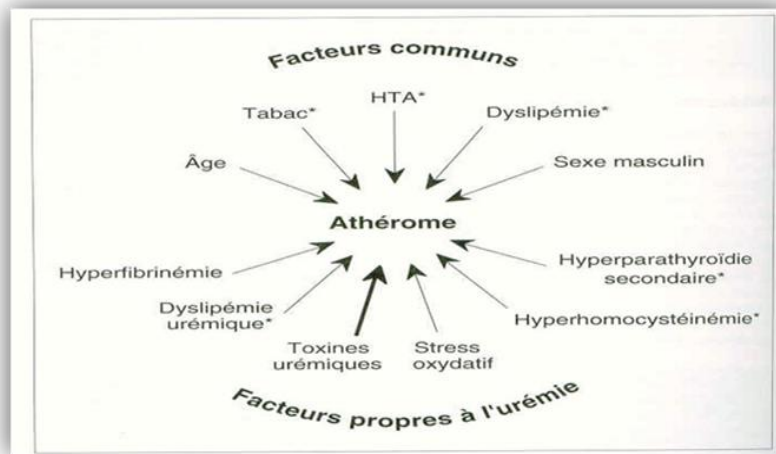 Facteurs communs
HTA*
Tabac*
Dyslipémie*
Âge
Sexe masculin
Athérome
Hyperfibrinémie
Hyperparathyroïdie
secondaire*
Dyslipémie
urémique*
Hyperhomocystéinémie*
Toxines
urémiques
Stress
oxydatif
Facteurs propres à l'urémie